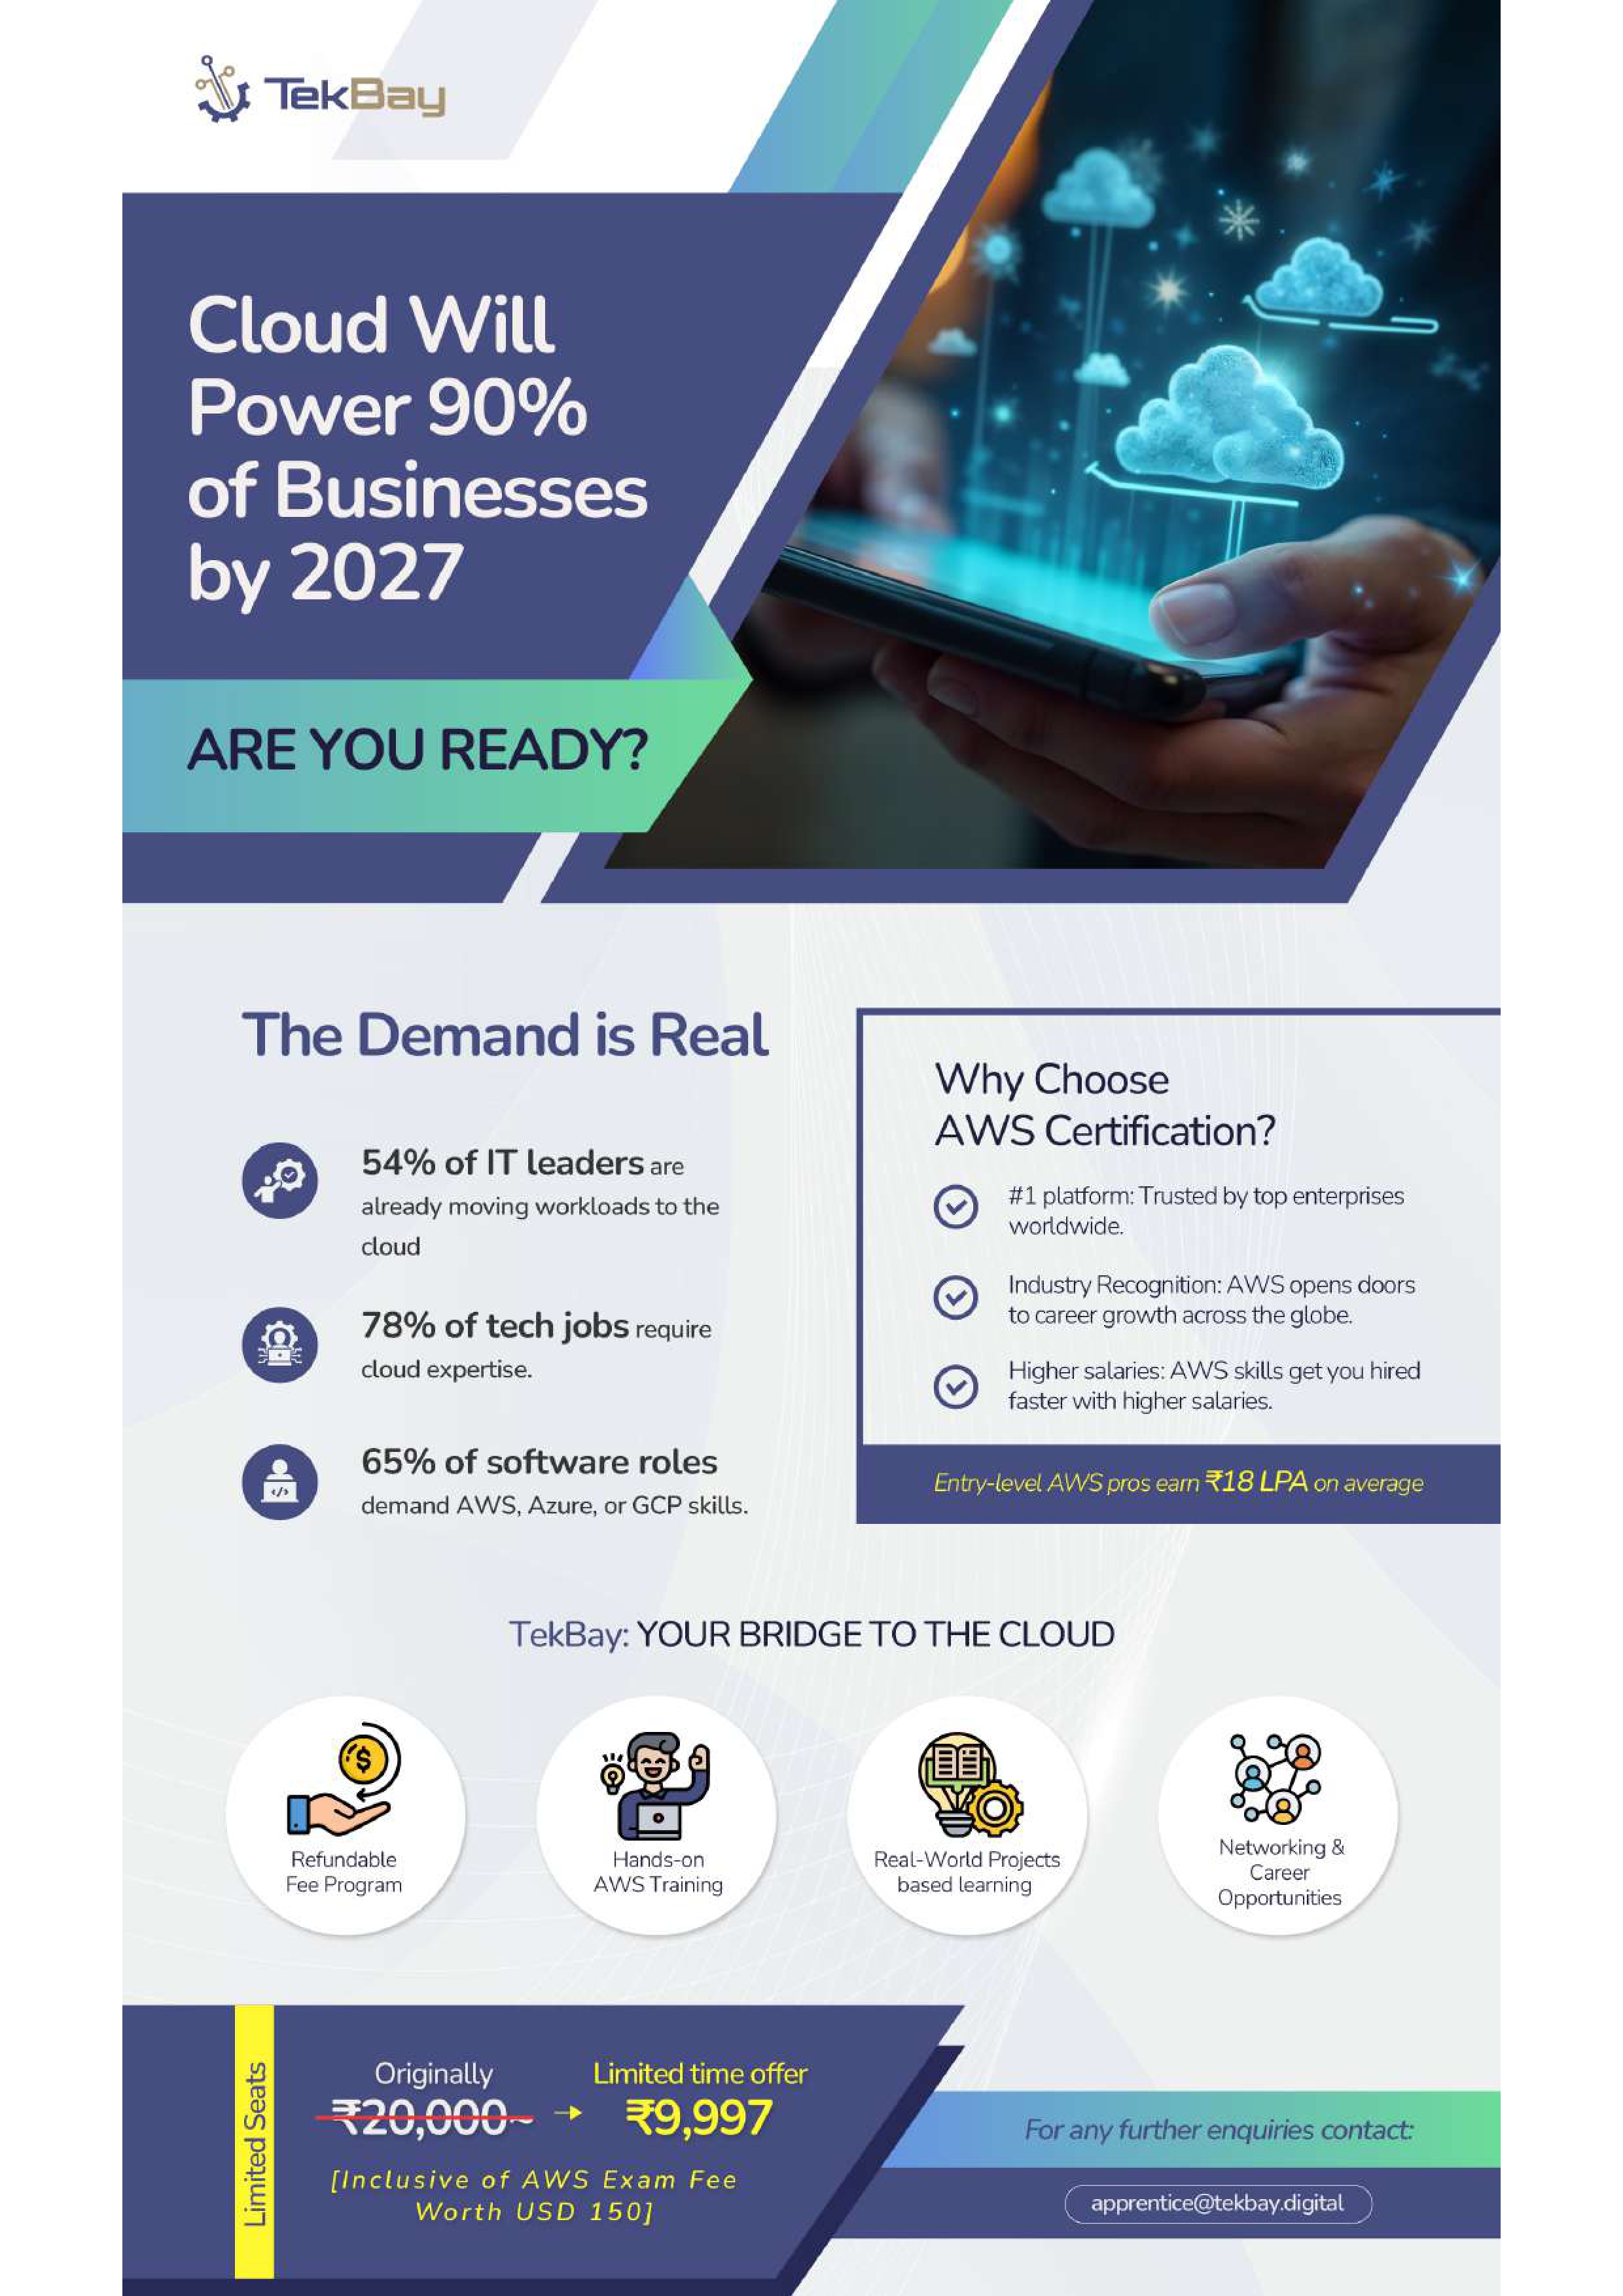 TekBay
Cloud Will
Power 90%
of Businesses
by 2027
ARE YOU READY?
The Demand is Real
54% of IT leaders are
already moving workloads to the
cloud
78% of tech jobs require
cloud expertise.
65% of software roles
demand AWS, Azure, or GCP skills.
Why Choose
AWS Certification?
#1 platform: Trusted by top enterprises
worldwide.
Industry Recognition: AWS opens doors
to career growth across the globe.
Higher salaries: AWS skills get you hired
faster with higher salaries.
Entry-level AWS pros earn ₹18 LPA on average
TekBay: YOUR BRIDGE TO THE CLOUD
Refundable
Fee Program
Hands-on
AWS Training
Real-World Projects
based learning
Networking &
Career
Opportunities
Limited Seats
Originally
₹20,000~
→
Limited time offer
₹9,997
[Inclusive of AWS Exam Fee
Worth USD 150]
For any further enquiries contact:
apprentice@tekbay.digital